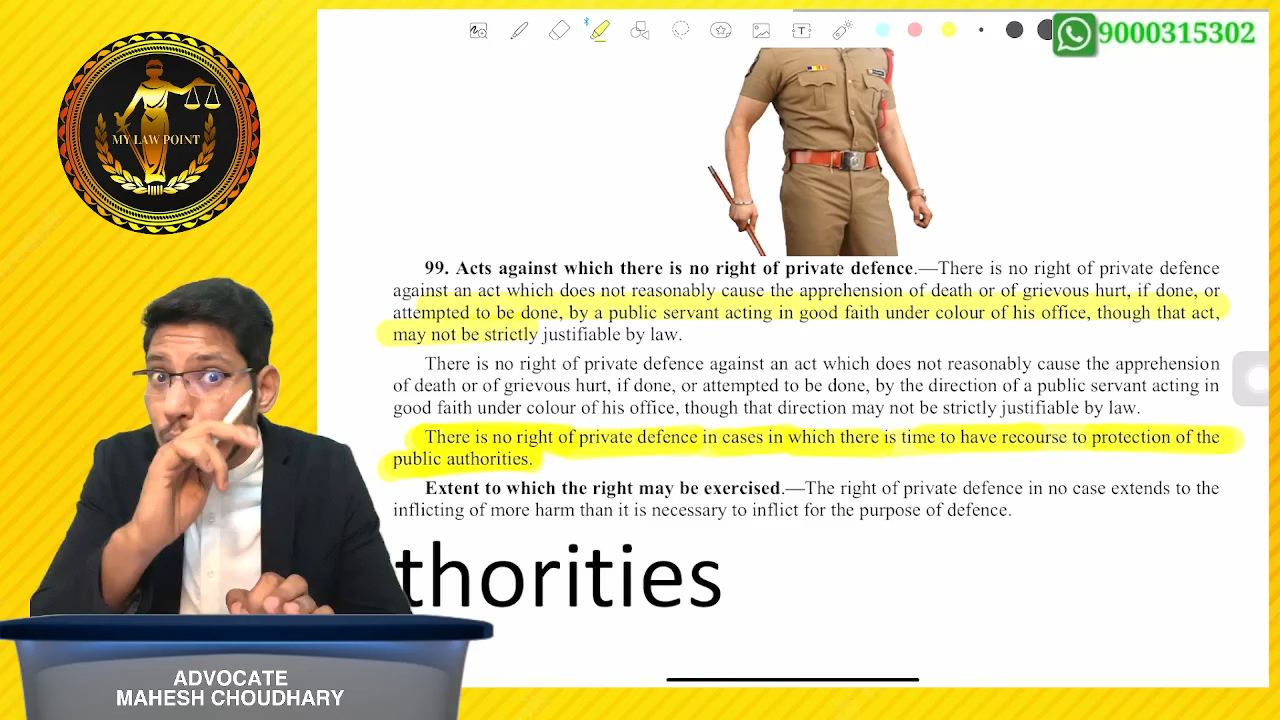 9000315302
MY LAW POINT
99. Acts against which there is no right of private defence.—There is no right of private defence
against an act which does not reasonably cause the apprehension of death or of grievous hurt, if done, or
attempted to be done, by a public servant acting in good faith under colour of his office, though that act,
may not be strictly justifiable by law.
There is no right of private defence against an act which does not reasonably cause the apprehension
of death or of grievous hurt, if done, or attempted to be done, by the direction of a public servant acting in
good faith under colour of his office, though that direction may not be strictly justifiable by law.
There is no right of private defence in cases in which there is time to have recourse to protection of the
public authorities.
Extent to which the right may be exercised.—The right of private defence in no case extends to the
inflicting of more harm than it is necessary to inflict for the purpose of defence.
thorities
ADVOCATE
MAHESH CHOUDHARY